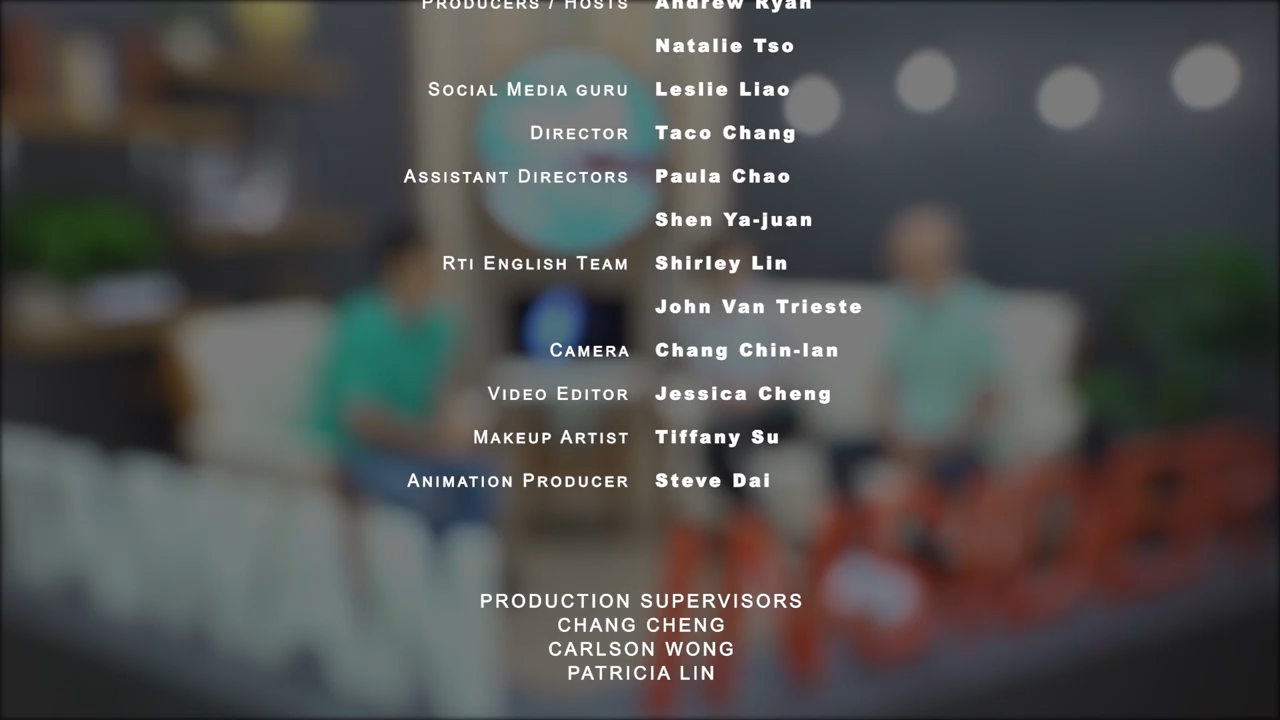 PRODUCERS / HOSTS Andrew Ryan
Natalie Tso
SOCIAL MEDIA GURU Leslie Liao
DIRECTOR Taco Chang
ASSISTANT DIRECTORS Paula Chao
Shen Ya-juan
RTI ENGLISH TEAM Shirley Lin
John Van Trieste
CAMERA Chang Chin-lan
VIDEO EDITOR Jessica Cheng
MAKEUP ARTIST Tiffany Su
ANIMATION PRODUCER Steve Dai
PRODUCTION SUPERVISORS
CHANG CHENG
CARLSON WONG
PATRICIA LIN